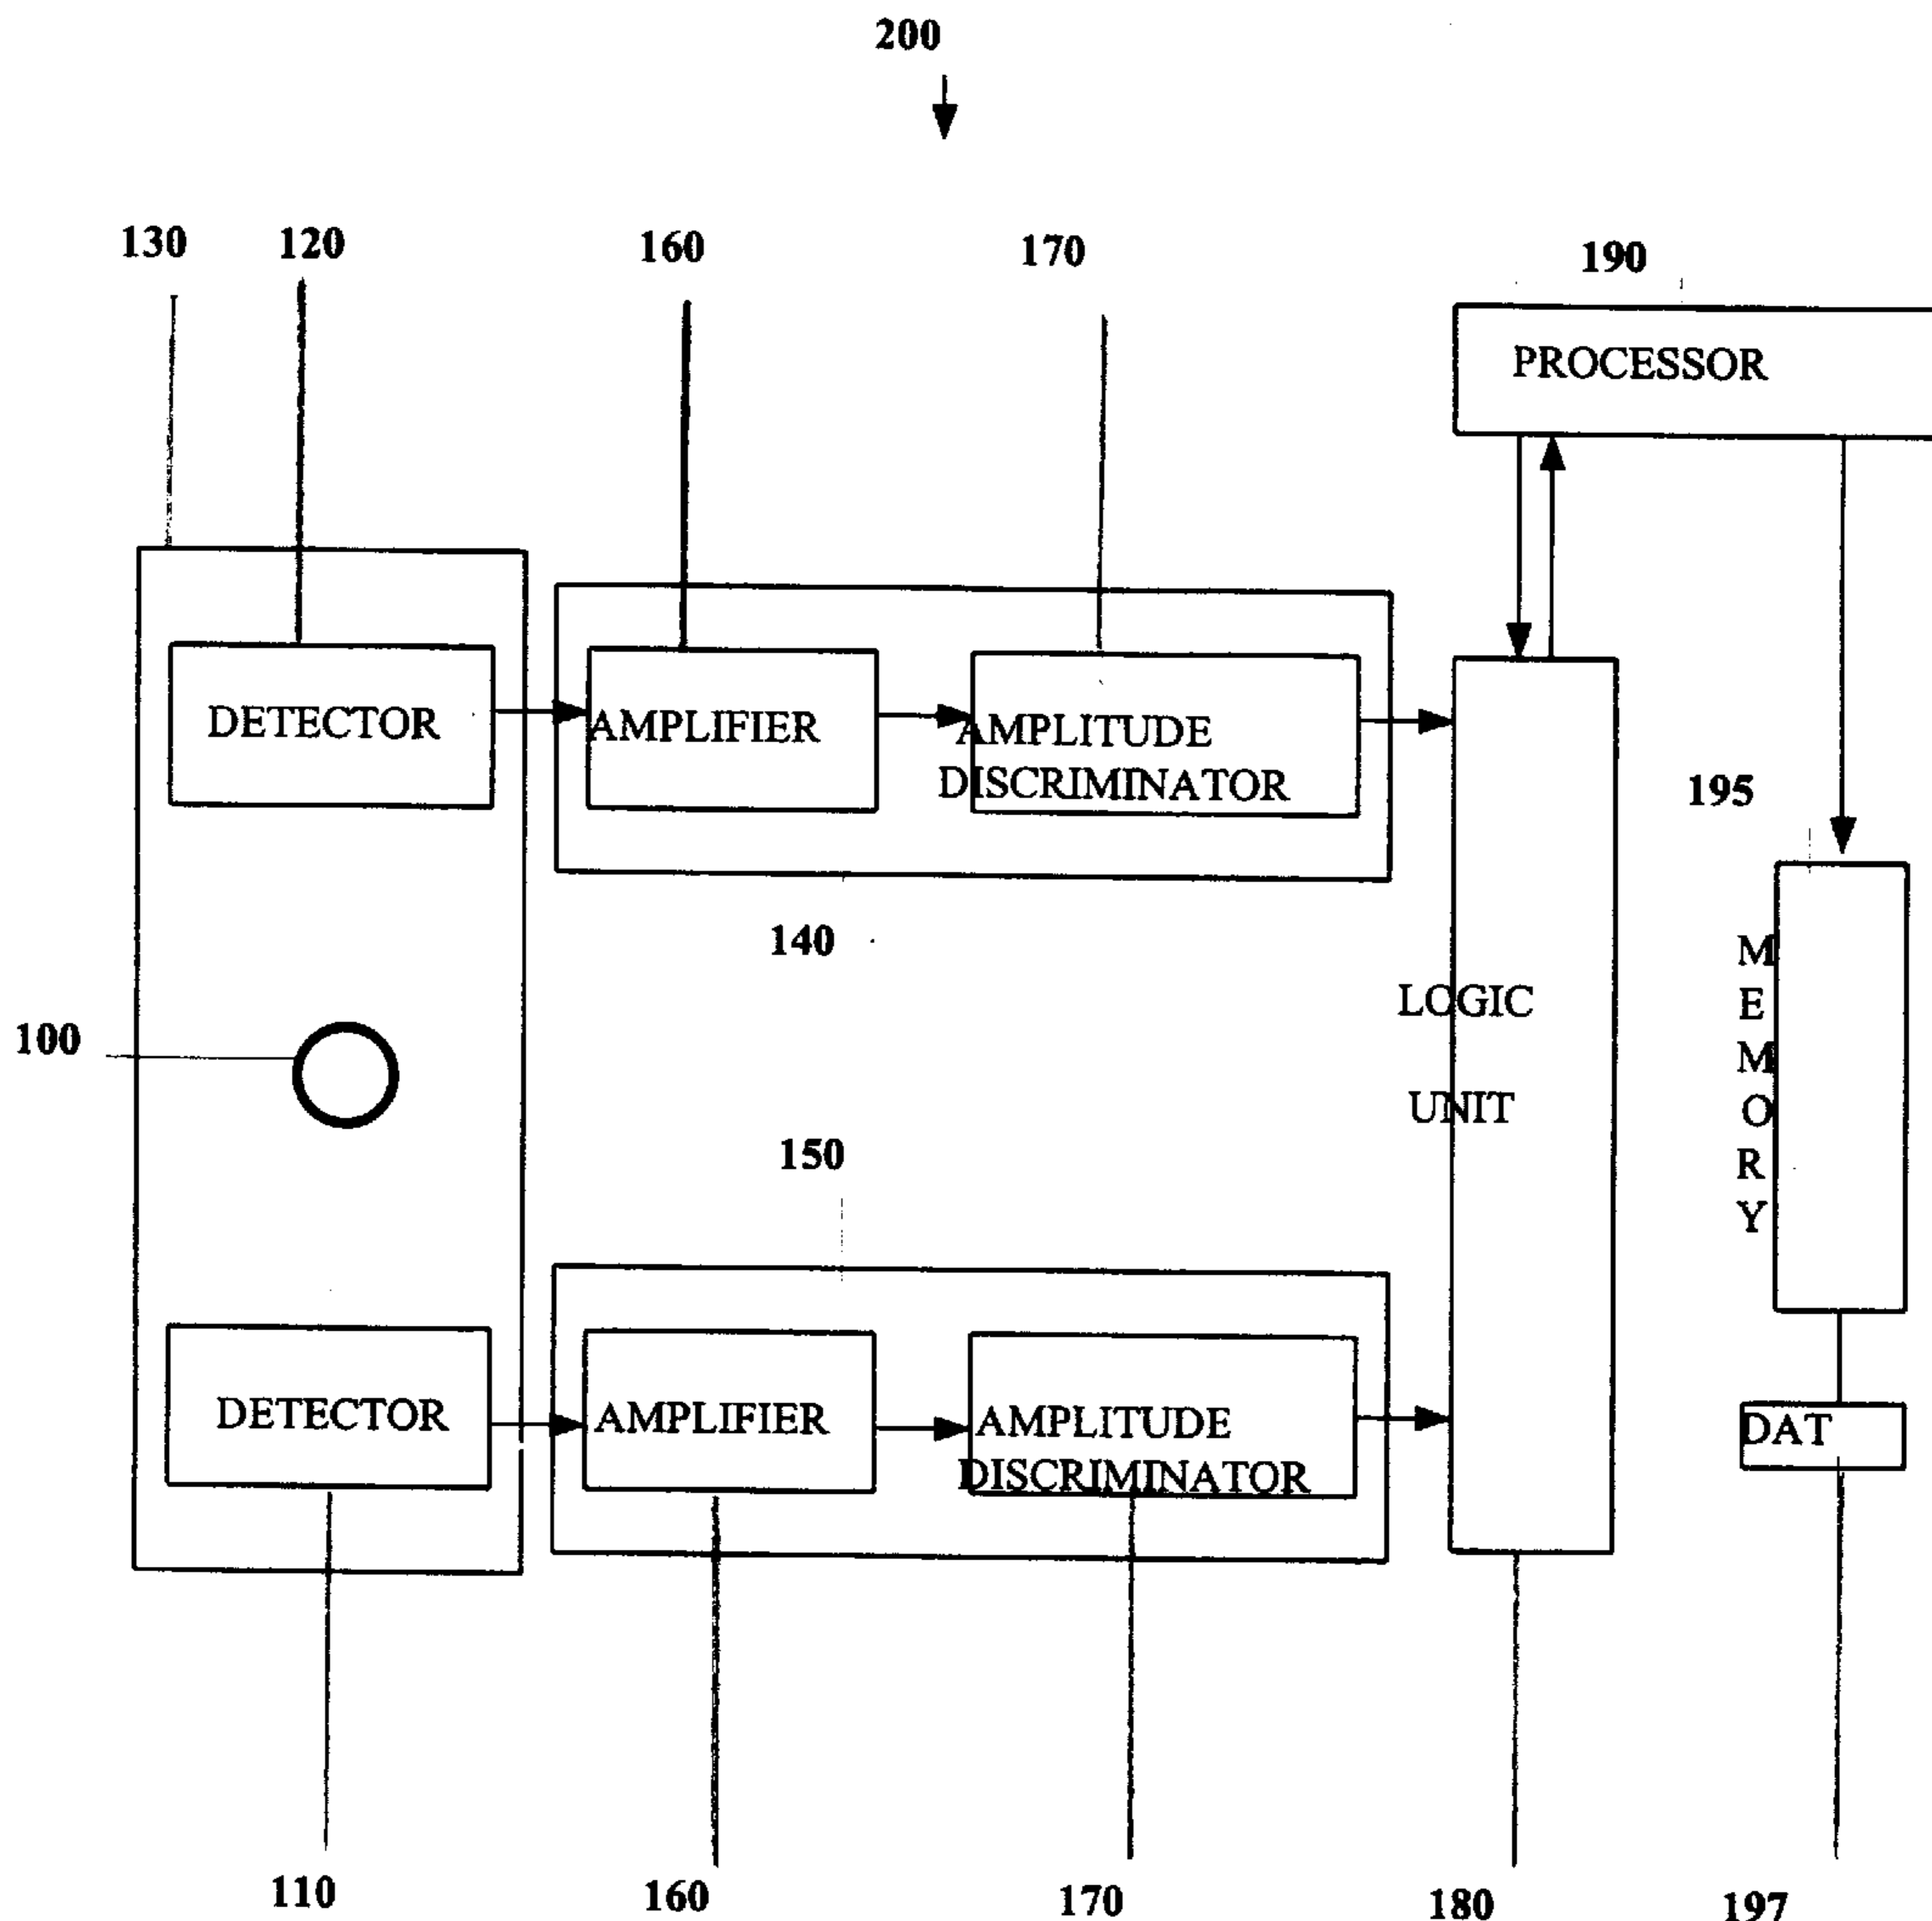 200
130
120
160
170
190
PROCESSOR
DETECTOR
AMPLIFIER
AMPLITUDE
DISCRIMINATOR
195
140
M
E
M
O
R
Y
LOGIC
UNIT
100
150
DETECTOR
AMPLIFIER
AMPLITUDE
DISCRIMINATOR
DAT
110
160
170
180
197